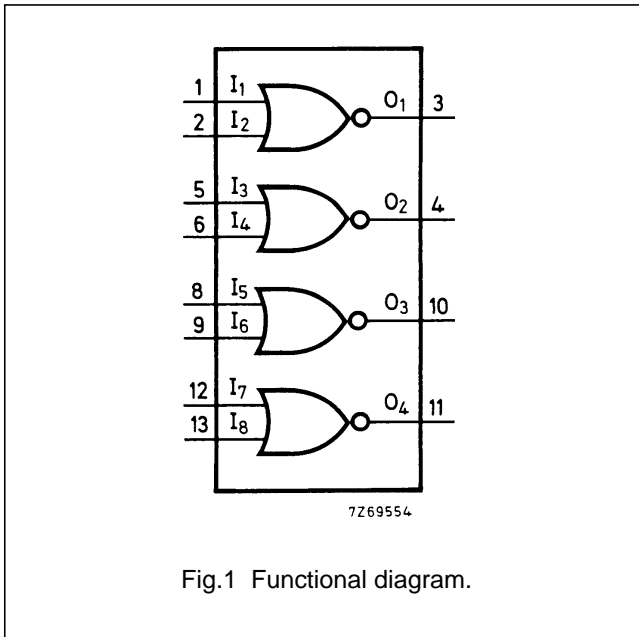 1 I1 O1 3
2 I2
5 I3 O2 4
6 I4
8 I5 O3 10
9 I6
12 I7 O4 11
13 I8
7Z69554
Fig.1 Functional diagram.